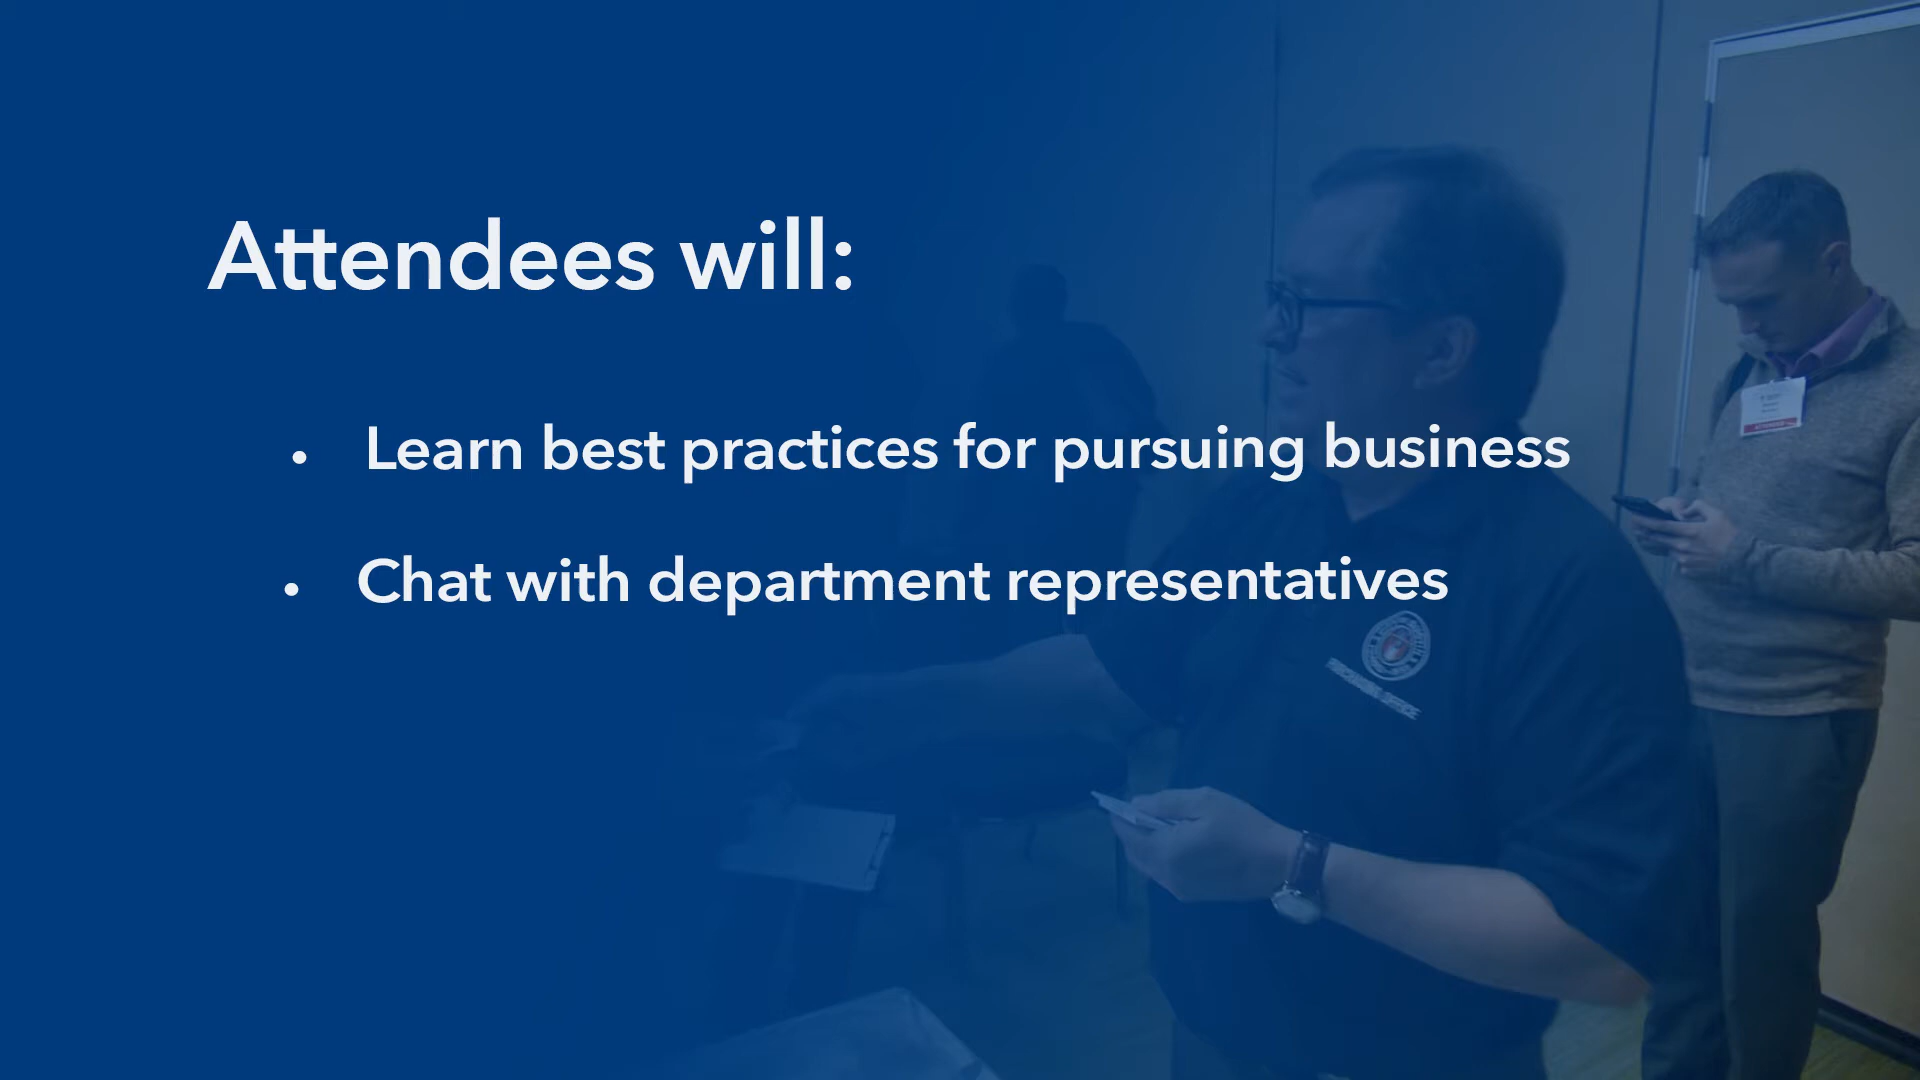 Attendees will:
• Learn best practices for pursuing business
• Chat with department representatives